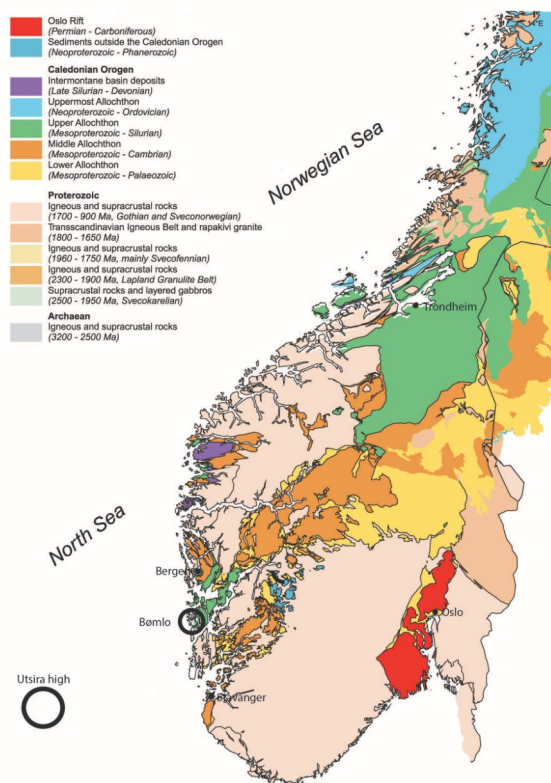 Oslo Rift
(Permian - Carboniferous)
Sediments outside the Caledonian Orogen
(Neoproterozoic - Phanerozoic)
Caledonian Orogen
Intermontane basin deposits
(Late Silurian - Devonian)
Uppermost Allochthon
(Neoproterozoic - Ordovician)
Upper Allochthon
(Mesoproterozoic - Silurian)
Middle Allochthon
(Mesoproterozoic - Cambrian)
Lower Allochthon
(Mesoproterozoic - Palaeozoic)
Proterozoic
Igneous and supracrustal rocks
(1700 - 900 Ma, Gothian and Sveconorwegian)
Transscandinavian Igneous Belt and rapakivi granite
(1800 - 1650 Ma)
Igneous and supracrustal rocks
(1960 - 1750 Ma, mainly Svecofennian)
Igneous and supracrustal rocks
(2300 - 1900 Ma, Lapland Granulite Belt)
Supracrustal rocks and layered gabbros
(2500 - 1950 Ma, Svecokarelian)
Archaean
Igneous and supracrustal rocks
(3200 - 2500 Ma)
Norwegian Sea
Trondheim
North Sea
Bergen
Bømlo
Oslo
Utsira high
Stavanger